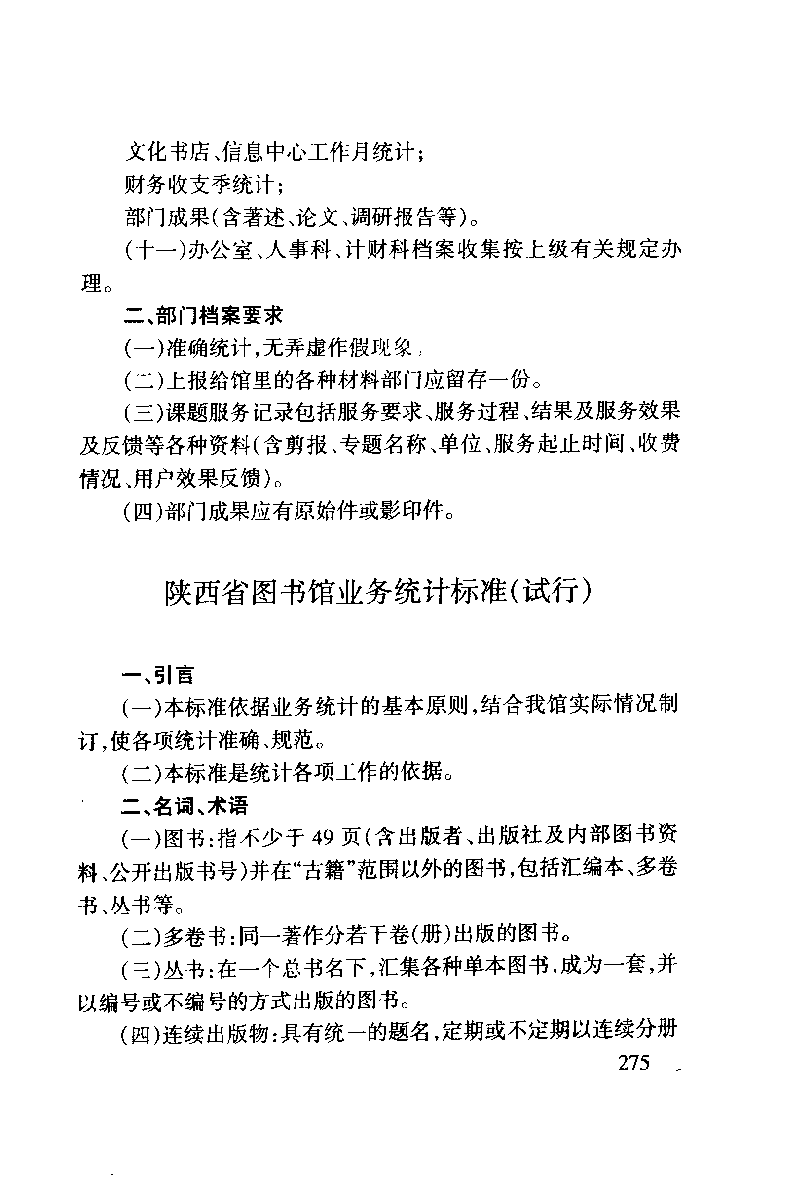 文化书店、信息中心工作月统计;
财务收支季统计;
部门成果(含著述、论文、调研报告等)。
(十一)办公室、人事科、计财科档案收集按上级有关规定办
理。
二、部门档案要求
(一)准确统计,无弄虚作假现象。
(二)上报给馆里的各种材料部门应留存一份。
(三)课题服务记录包括服务要求、服务过程、结果及服务效果
及反馈等各种资料(含剪报、专题名称、单位、服务起止时间、收费
情况、用户效果反馈)。
(四)部门成果应有原始件或影印件。
陕西省图书馆业务统计标准(试行)
一、引言
(一)本标准依据业务统计的基本原则,结合我馆实际情况制
订,使各项统计准确、规范。
(二)本标准是统计各项工作的依据。
二、名词、术语
(一)图书:指不少于49页(含出版者、出版社及内部图书资
料、公开出版书号)并在“古籍”范围以外的图书,包括汇编本、多卷
书、丛书等。
(二)多卷书:同一著作分若干卷(册)出版的图书。
(三)丛书:在一个总书名下,汇集各种单本图书,成为一套,并
以编号或不编号的方式出版的图书。
(四)连续出版物:具有统一的题名,定期或不定期以连续分册
275